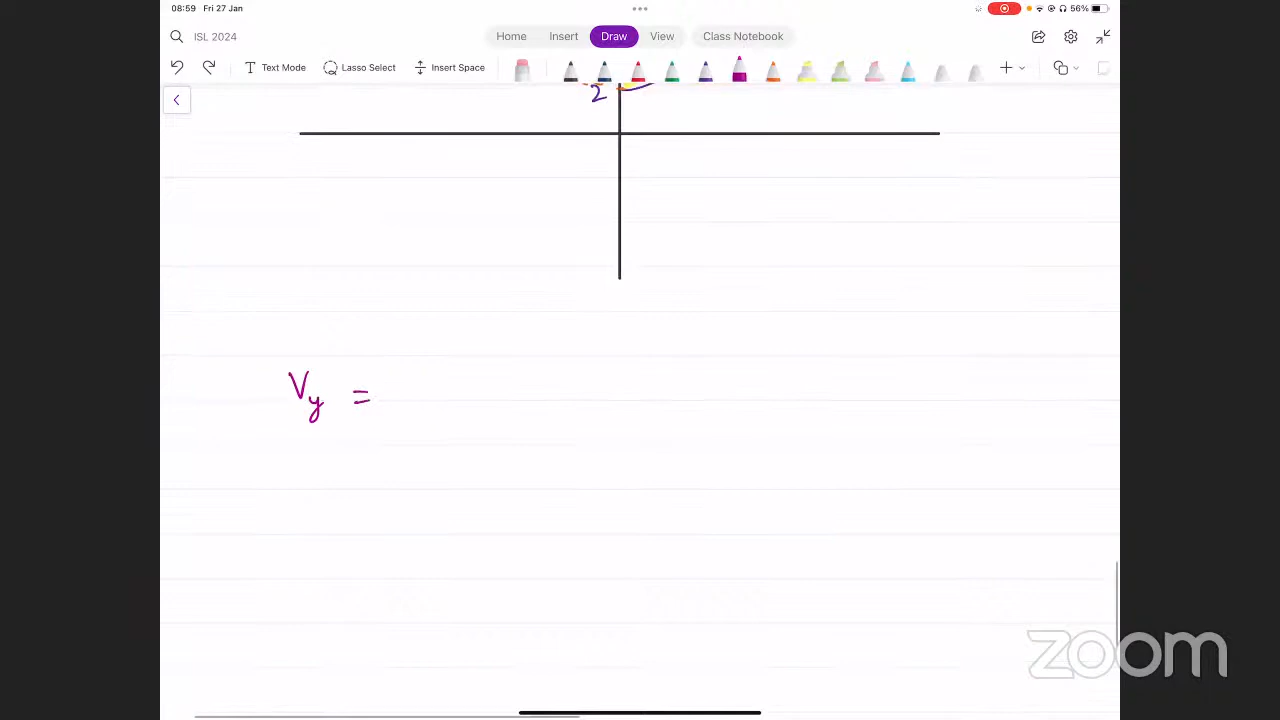 08:59 Fri 27 Jan 56%
ISL 2024 Home Insert Draw View Class Notebook
T Text Mode Lasso Select Insert Space
2
Vy =
zoom